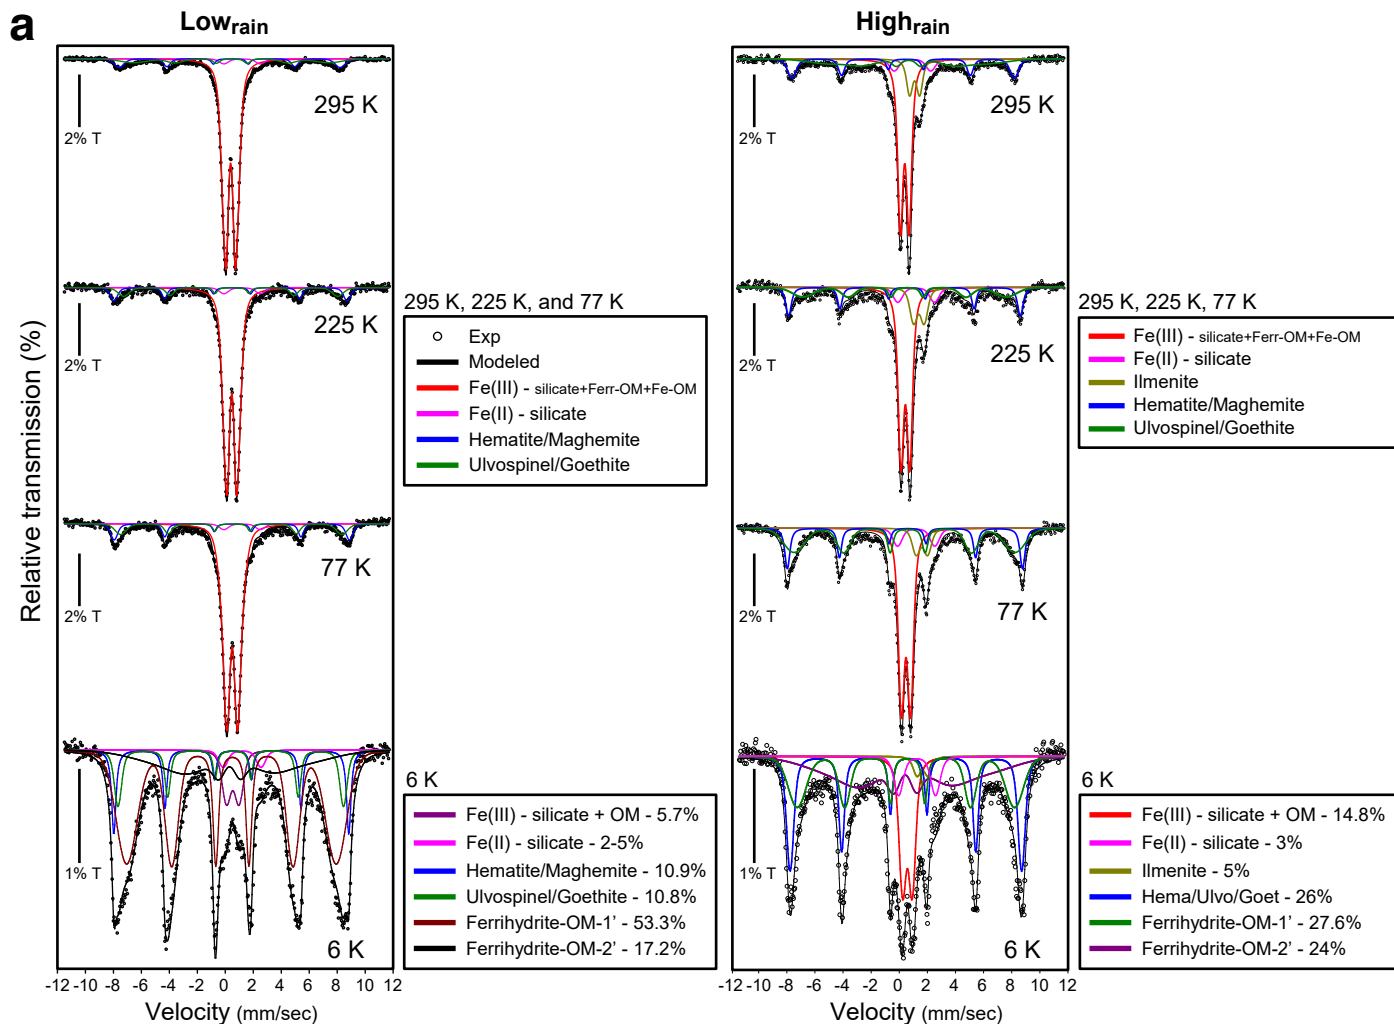 a
Low_rain
High_rain
Relative transmission (%)
295 K
2% T
225 K
2% T
77 K
2% T
6 K
1% T
-12 -10 -8 -6 -4 -2 0 2 4 6 8 10 12
Velocity (mm/sec)
295 K, 225 K, and 77 K
Exp
Modeled
Fe(III) - silicate+Ferr-OM+Fe-OM
Fe(II) - silicate
Hematite/Maghemite
Ulvospinel/Goethite
6 K
Fe(III) - silicate + OM - 5.7%
Fe(II) - silicate - 2-5%
Hematite/Maghemite - 10.9%
Ulvospinel/Goethite - 10.8%
Ferrihydrite-OM-1’ - 53.3%
Ferrihydrite-OM-2’ - 17.2%
295 K
2% T
225 K
2% T
77 K
2% T
6 K
1% T
-12 -10 -8 -6 -4 -2 0 2 4 6 8 10 12
Velocity (mm/sec)
295 K, 225 K, 77 K
Fe(III) - silicate+Ferr-OM+Fe-OM
Fe(II) - silicate
Ilmenite
Hematite/Maghemite
Ulvospinel/Goethite
6 K
Fe(III) - silicate + OM - 14.8%
Fe(II) - silicate - 3%
Ilmenite - 5%
Hema/Ulvo/Goet - 26%
Ferrihydrite-OM-1’ - 27.6%
Ferrihydrite-OM-2’ - 24%